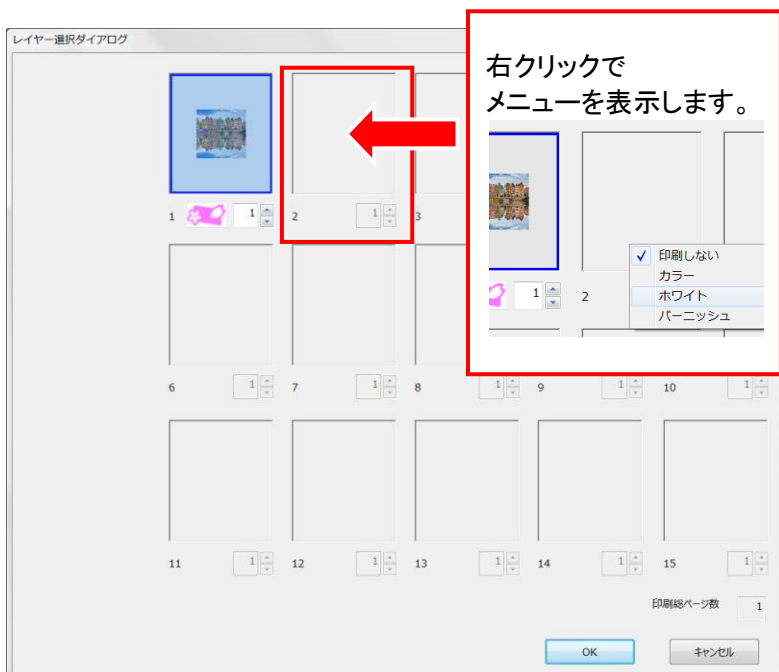 レイヤー選択ダイアログ
右クリックで
メニューを表示します。
1 1
2 1
3
1
2
✓ 印刷しない
カラー
ホワイト
バーニッシュ
6 1
7 1
8 1
9 1
10 1
11 1
12 1
13 1
14 1
15 1
印刷総ページ数 1
OK
キャンセル